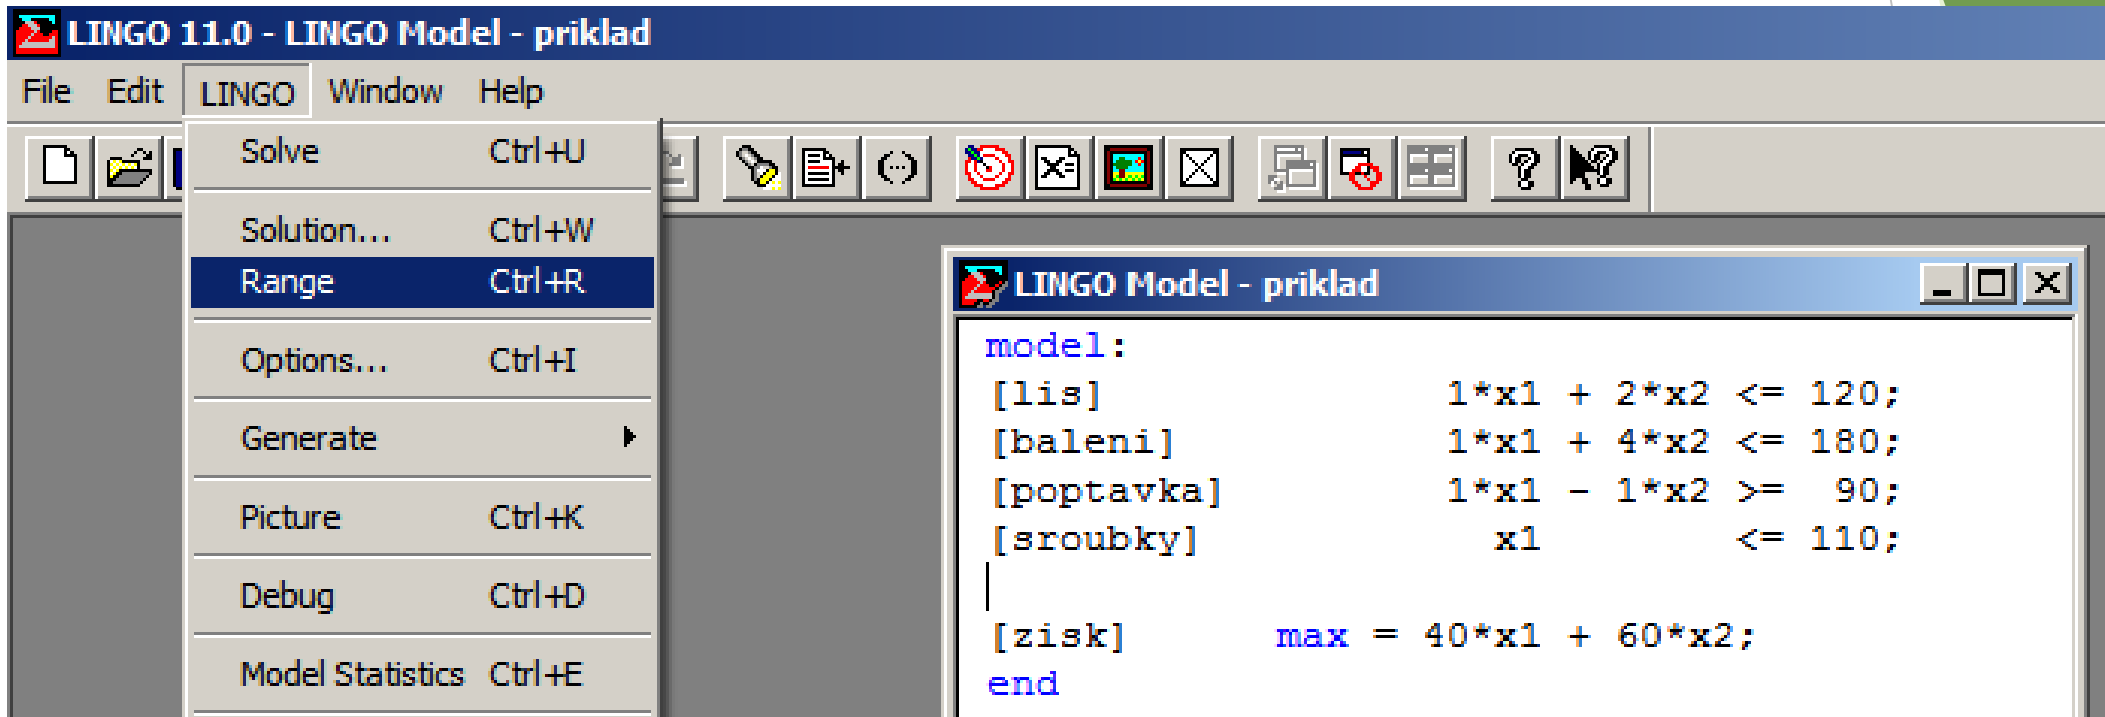 LINGO 11.0 - LINGO Model - priklad
File Edit LINGO Window Help
Solve Ctrl+U
Solution... Ctrl+W
Range Ctrl+R
Options... Ctrl+I
Generate
Picture Ctrl+K
Debug Ctrl+D
Model Statistics Ctrl+E
LINGO Model - priklad
model:
[lis] 1*x1 + 2*x2 <= 120;
[baleni] 1*x1 + 4*x2 <= 180;
[poptavka] 1*x1 - 1*x2 >= 90;
[sroubky] x1 <= 110;
[zisk] max = 40*x1 + 60*x2;
end